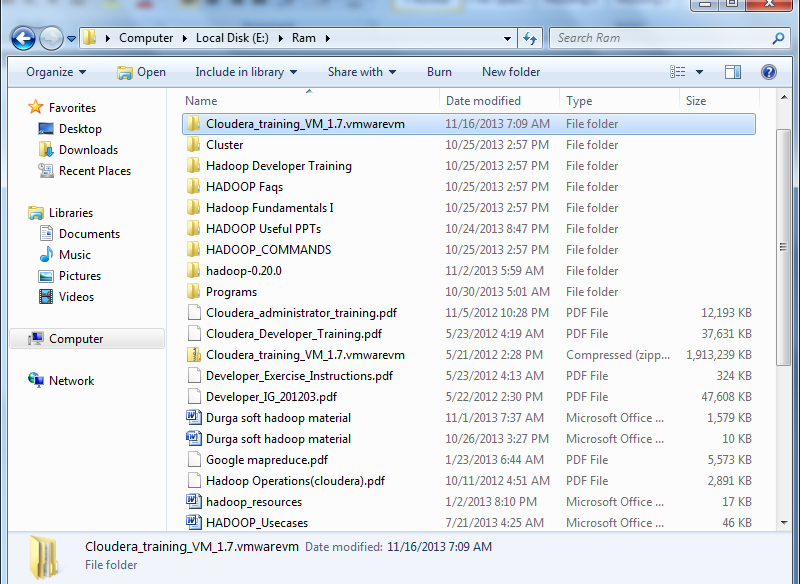 Computer Local Disk (E:) Ram Search Ram
Organize Open Include in library Share with Burn New folder
Name Date modified Type Size
Favorites
Desktop
Downloads
Recent Places
Libraries
Documents
Music
Pictures
Videos
Computer
Network
Cloudera_training_VM_1.7.vmwarevm 11/16/2013 7:09 AM File folder
Cluster 10/25/2013 2:57 PM File folder
Hadoop Developer Training 10/25/2013 2:57 PM File folder
HADOOP Faqs 10/25/2013 2:57 PM File folder
Hadoop Fundamentals I 10/25/2013 2:57 PM File folder
HADOOP Useful PPTs 10/24/2013 8:47 PM File folder
HADOOP_COMMANDS 10/25/2013 2:57 PM File folder
hadoop-0.20.0 11/2/2013 5:59 AM File folder
Programs 10/30/2013 5:01 AM File folder
Cloudera_administrator_training.pdf 11/5/2012 10:28 PM PDF File 12,193 KB
Cloudera_Developer_Training.pdf 5/23/2012 4:19 AM PDF File 37,631 KB
Cloudera_training_VM_1.7.vmwarevm 5/21/2012 2:28 PM Compressed (zipp... 1,913,239 KB
Developer_Exercise_Instructions.pdf 5/23/2012 4:13 AM PDF File 324 KB
Developer_IG_201203.pdf 5/22/2012 2:30 PM PDF File 47,608 KB
Durga soft hadoop material 11/1/2013 7:37 AM Microsoft Office ... 1,579 KB
Durga soft hadoop material 10/26/2013 3:27 PM Microsoft Office ... 10 KB
Google mapreduce.pdf 1/23/2013 6:44 AM PDF File 5,573 KB
Hadoop Operations(cloudera).pdf 10/11/2012 4:51 AM PDF File 2,891 KB
hadoop_resources 1/2/2013 8:10 PM Microsoft Office ... 17 KB
HADOOP_Usecases 7/21/2013 4:25 AM Microsoft Office ... 46 KB
Cloudera_training_VM_1.7.vmwarevm Date modified: 11/16/2013 7:09 AM
File folder